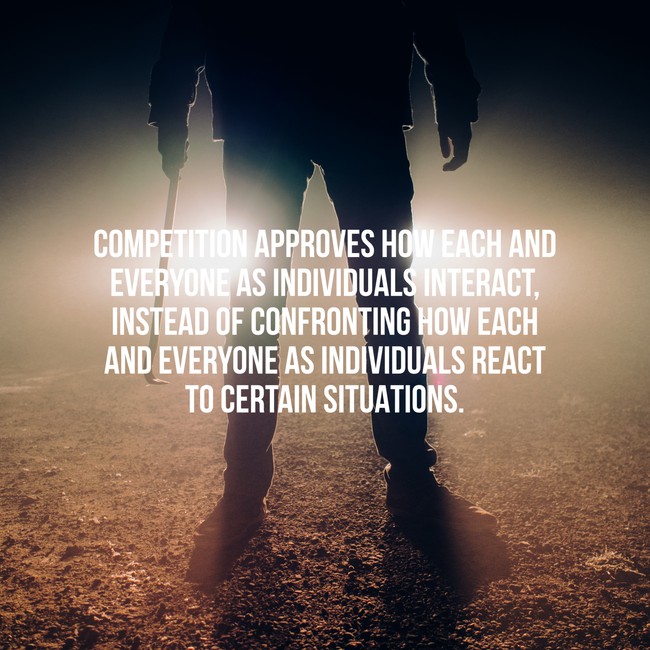 COMPETITION APPROVES HOW EACH AND
EVERYONE AS INDIVIDUALS INTERACT,
INSTEAD OF CONFRONTING HOW EACH
AND EVERYONE AS INDIVIDUALS REACT
TO CERTAIN SITUATIONS.